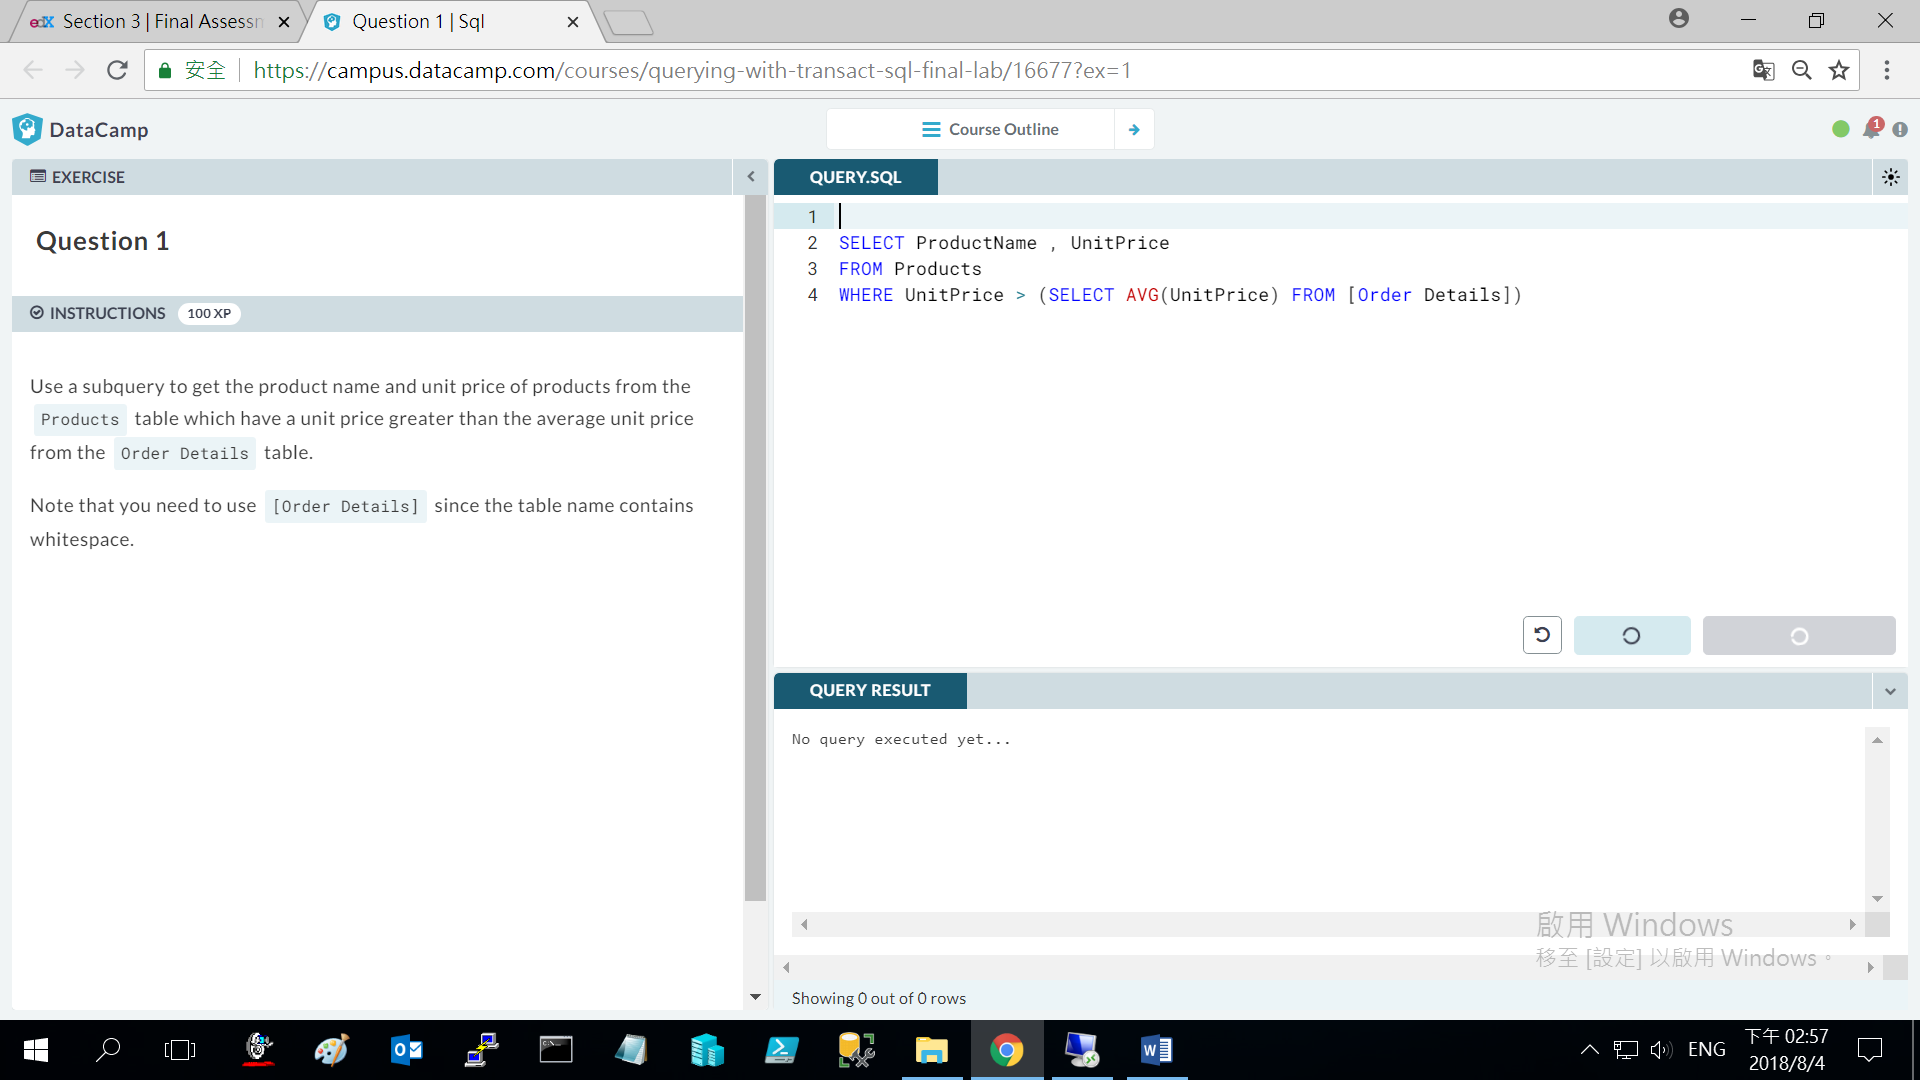 edX Section 3 | Final Assessm
Question 1 | Sql
安全 https://campus.datacamp.com/courses/querying-with-transact-sql-final-lab/16677?ex=1
DataCamp
Course Outline
1
EXERCISE
QUERY.SQL
Question 1
INSTRUCTIONS 100 XP
Use a subquery to get the product name and unit price of products from the
Products table which have a unit price greater than the average unit price
from the Order Details table.
Note that you need to use [Order Details] since the table name contains
whitespace.
1
2 SELECT ProductName , UnitPrice
3 FROM Products
4 WHERE UnitPrice > (SELECT AVG(UnitPrice) FROM [Order Details])
QUERY RESULT
No query executed yet...
啟用 Windows
移至 [設定] 以啟用 Windows。
Showing 0 out of 0 rows
ENG
下午 02:57
2018/8/4